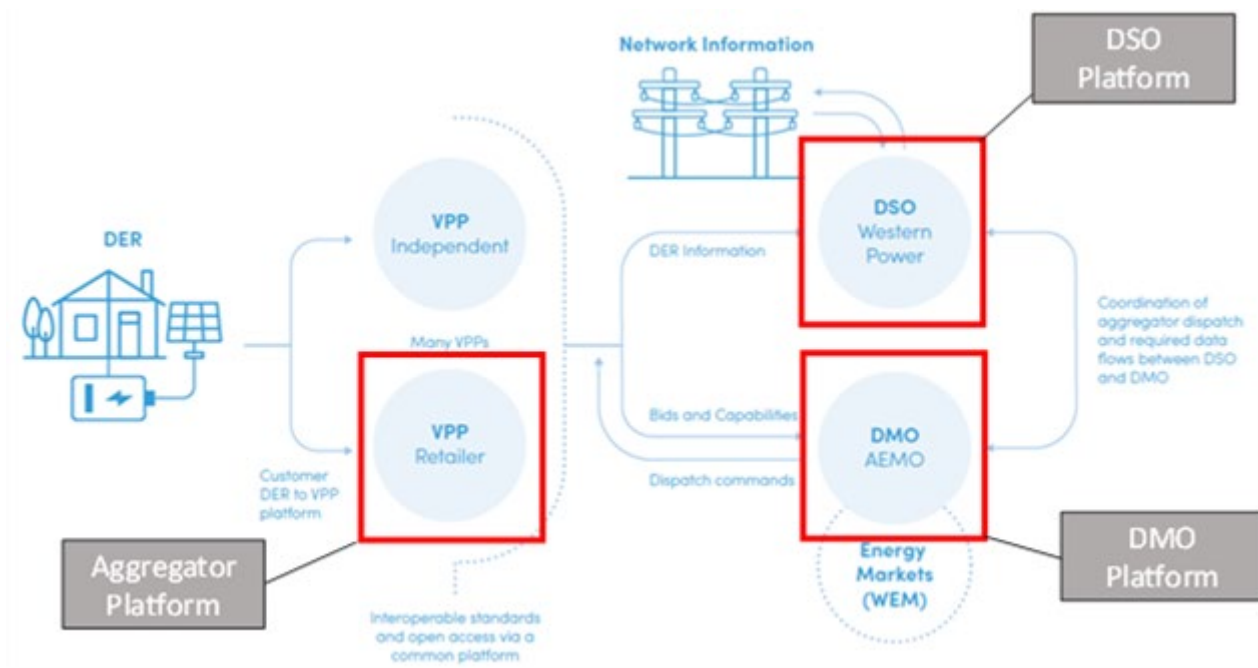 DSO
Platform
Network Information
DER
VPP
Independent
Many VPPs
VPP
Retailer
Customer
DER to VPP
platform
Aggregator
Platform
Interoperable standards
and open access via a
common platform
DER Information
DSO
Western
Power
Bids and Capabilities
Dispatch commands
DMO
AEMO
Energy
Markets
(WEM)
Coordination of
aggregator dispatch
and required data
flows between DSO
and DMO
DMO
Platform